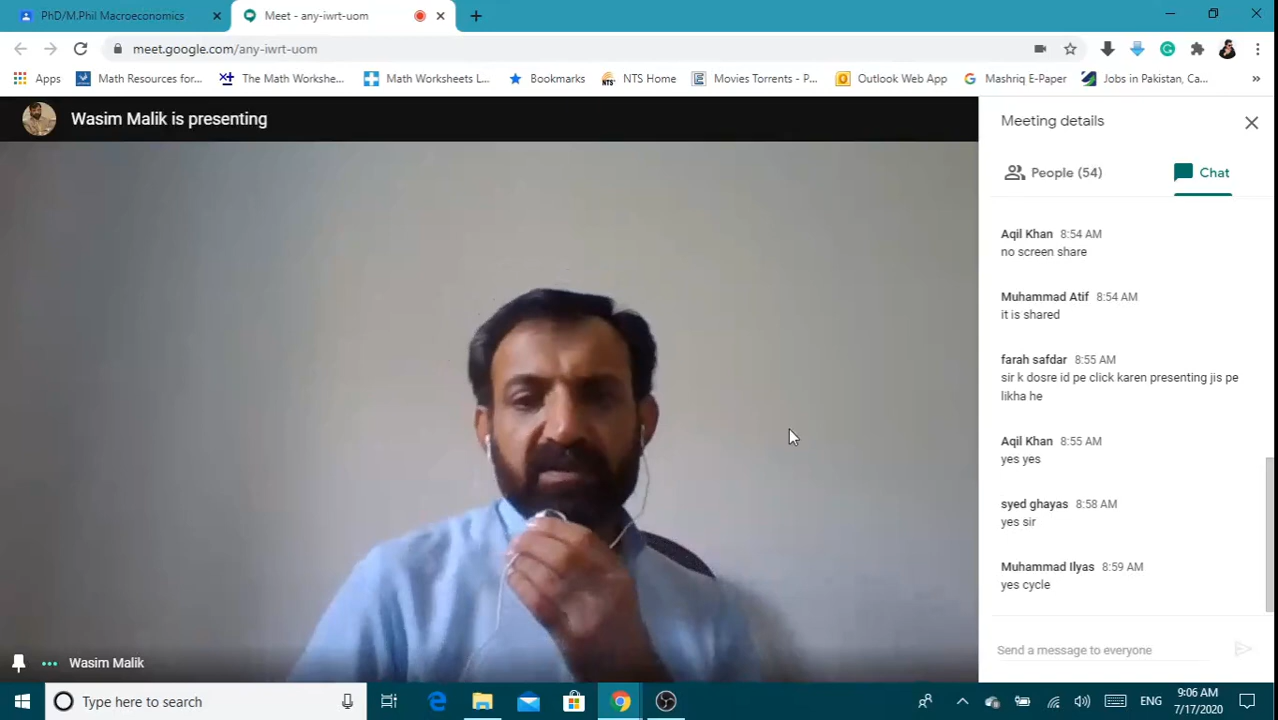 PhD/M.Phil Macroeconomics
Meet - any-iwrt-uom
meet.google.com/any-iwrt-uom
Apps
Math Resources for...
The Math Workshe...
Math Worksheets L...
Bookmarks
NTS Home
Movies Torrents - P...
Outlook Web App
Mashriq E-Paper
Jobs in Pakistan, Ca...
Wasim Malik is presenting
Meeting details
People (54)
Chat
Aqil Khan 8:54 AM
no screen share
Muhammad Atif 8:54 AM
it is shared
farah safdar 8:55 AM
sir k dosre id pe click karen presenting jis pe
likha he
Aqil Khan 8:55 AM
yes yes
syed ghayas 8:58 AM
yes sir
Muhammad Ilyas 8:59 AM
yes cycle
Send a message to everyone
Wasim Malik
Type here to search
ENG
9:06 AM
7/17/2020